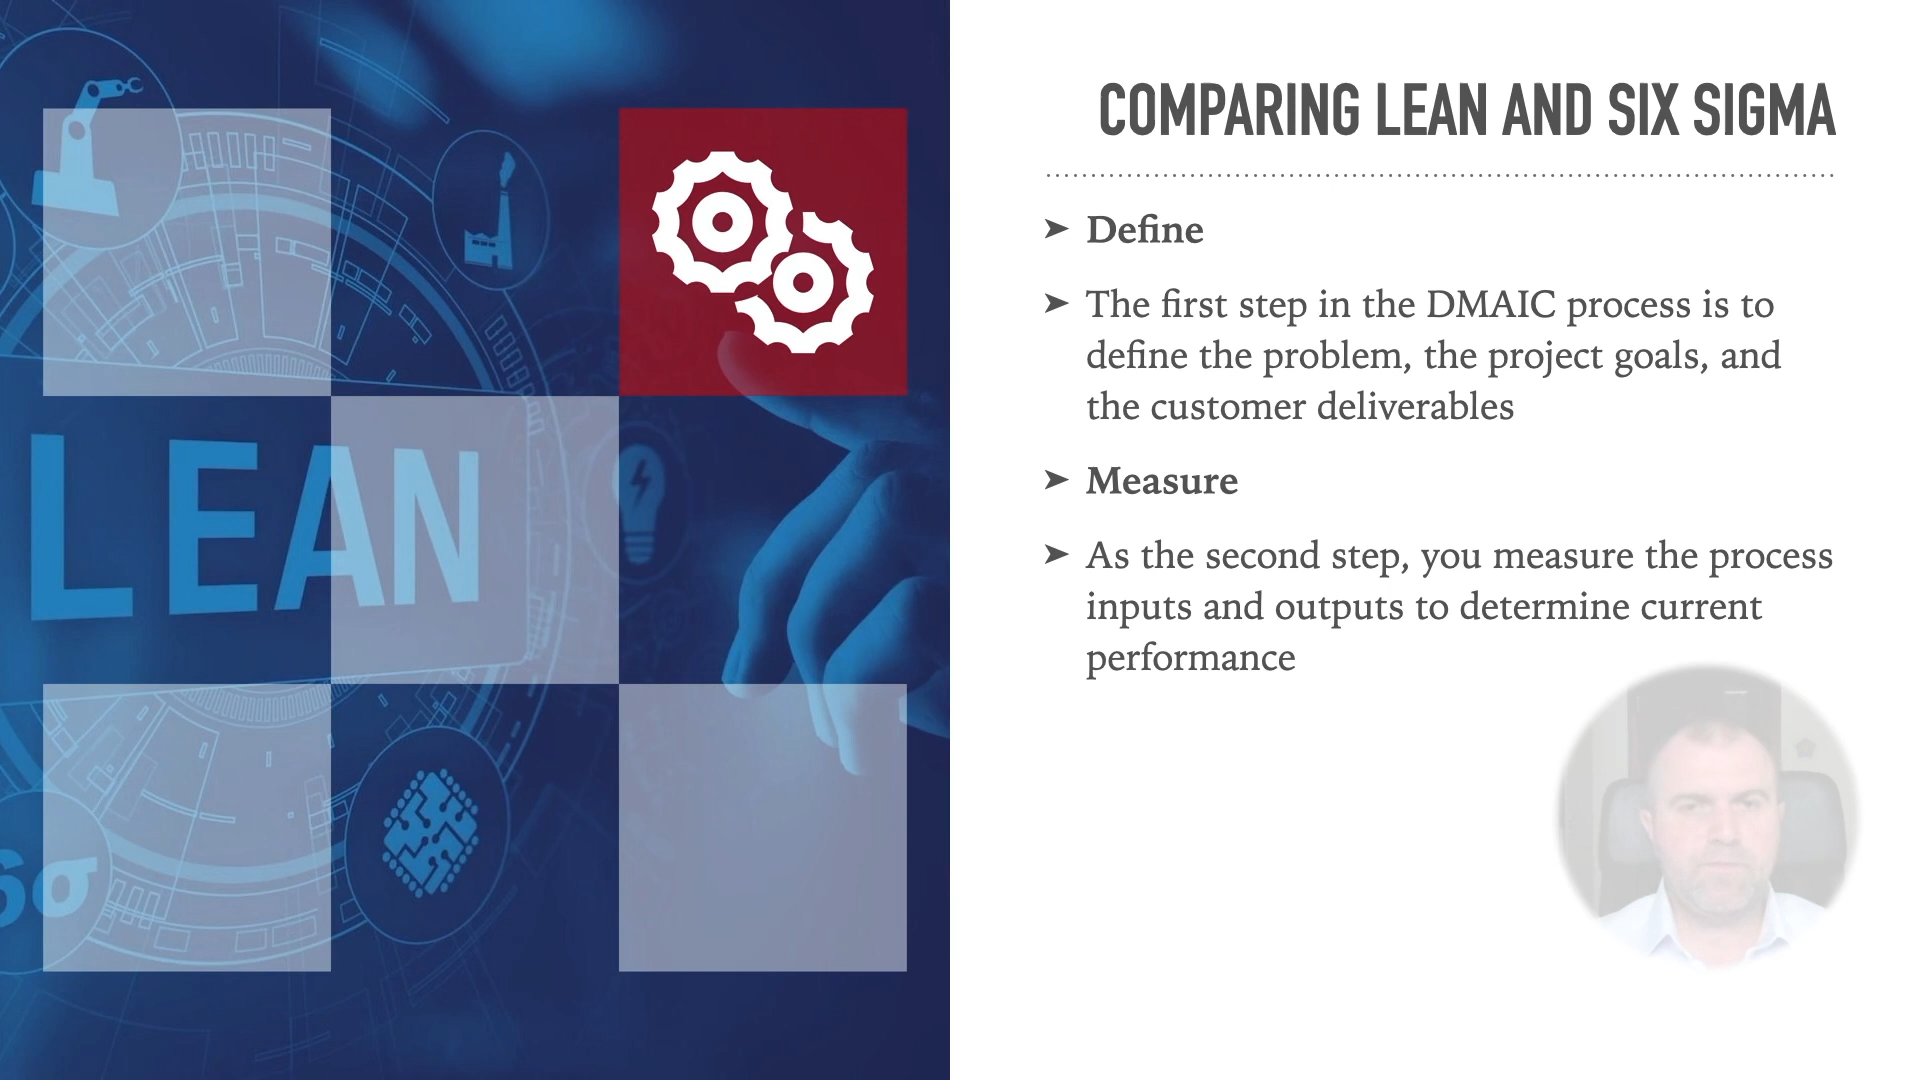 LEAN
6σ
COMPARING LEAN AND SIX SIGMA
➤ Define
➤ The first step in the DMAIC process is to
define the problem, the project goals, and
the customer deliverables
➤ Measure
➤ As the second step, you measure the process
inputs and outputs to determine current
performance